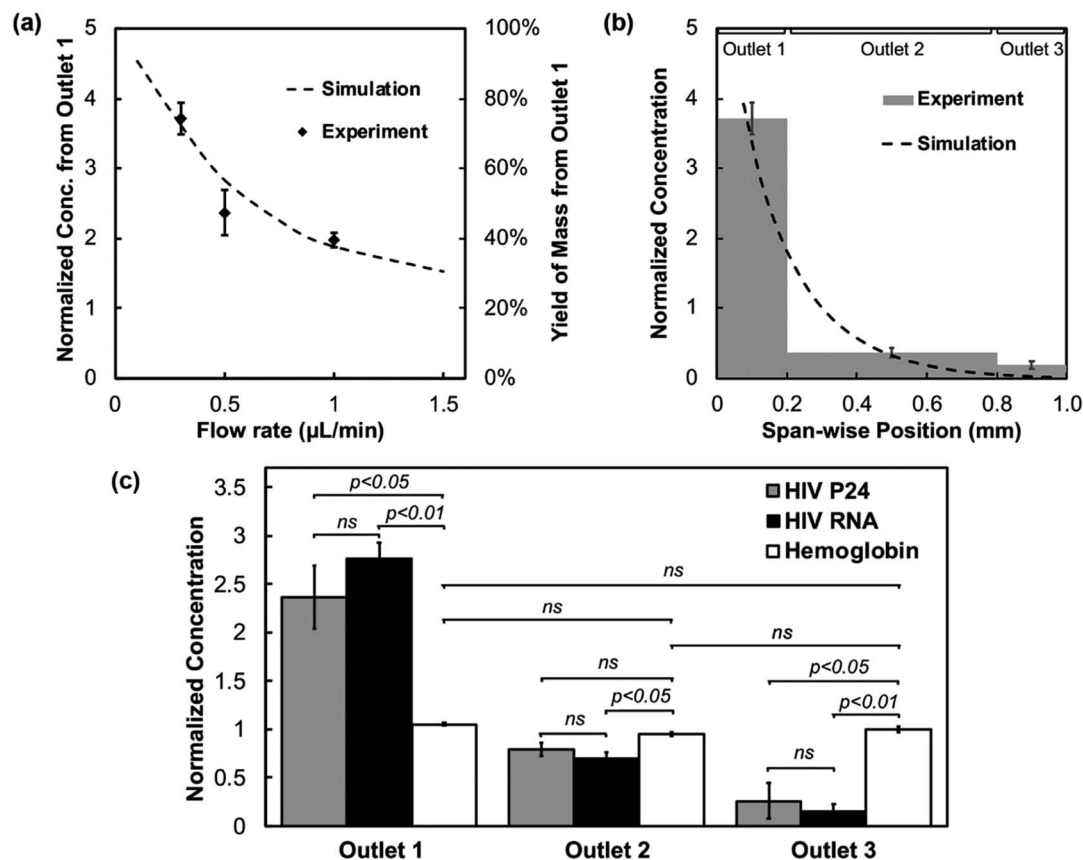 (a)
Normalized Conc. from Outlet 1
5
4
3
2
1
0
100%
80%
60%
40%
20%
0%
Yield of Mass from Outlet 1
Simulation
Experiment
0
0.5
1
1.5
Flow rate (µL/min)
(b)
Normalized Concentration
5
4
3
2
1
0
Outlet 1
Outlet 2
Outlet 3
Experiment
Simulation
0
0.2
0.4
0.6
0.8
1.0
Span-wise Position (mm)
(c)
Normalized Concentration
3.5
3
2.5
2
1.5
1
0.5
0
HIV P24
HIV RNA
Hemoglobin
p<0.05
ns
p<0.01
ns
ns
ns
ns
p<0.05
ns
p<0.05
p<0.01
ns
Outlet 1
Outlet 2
Outlet 3